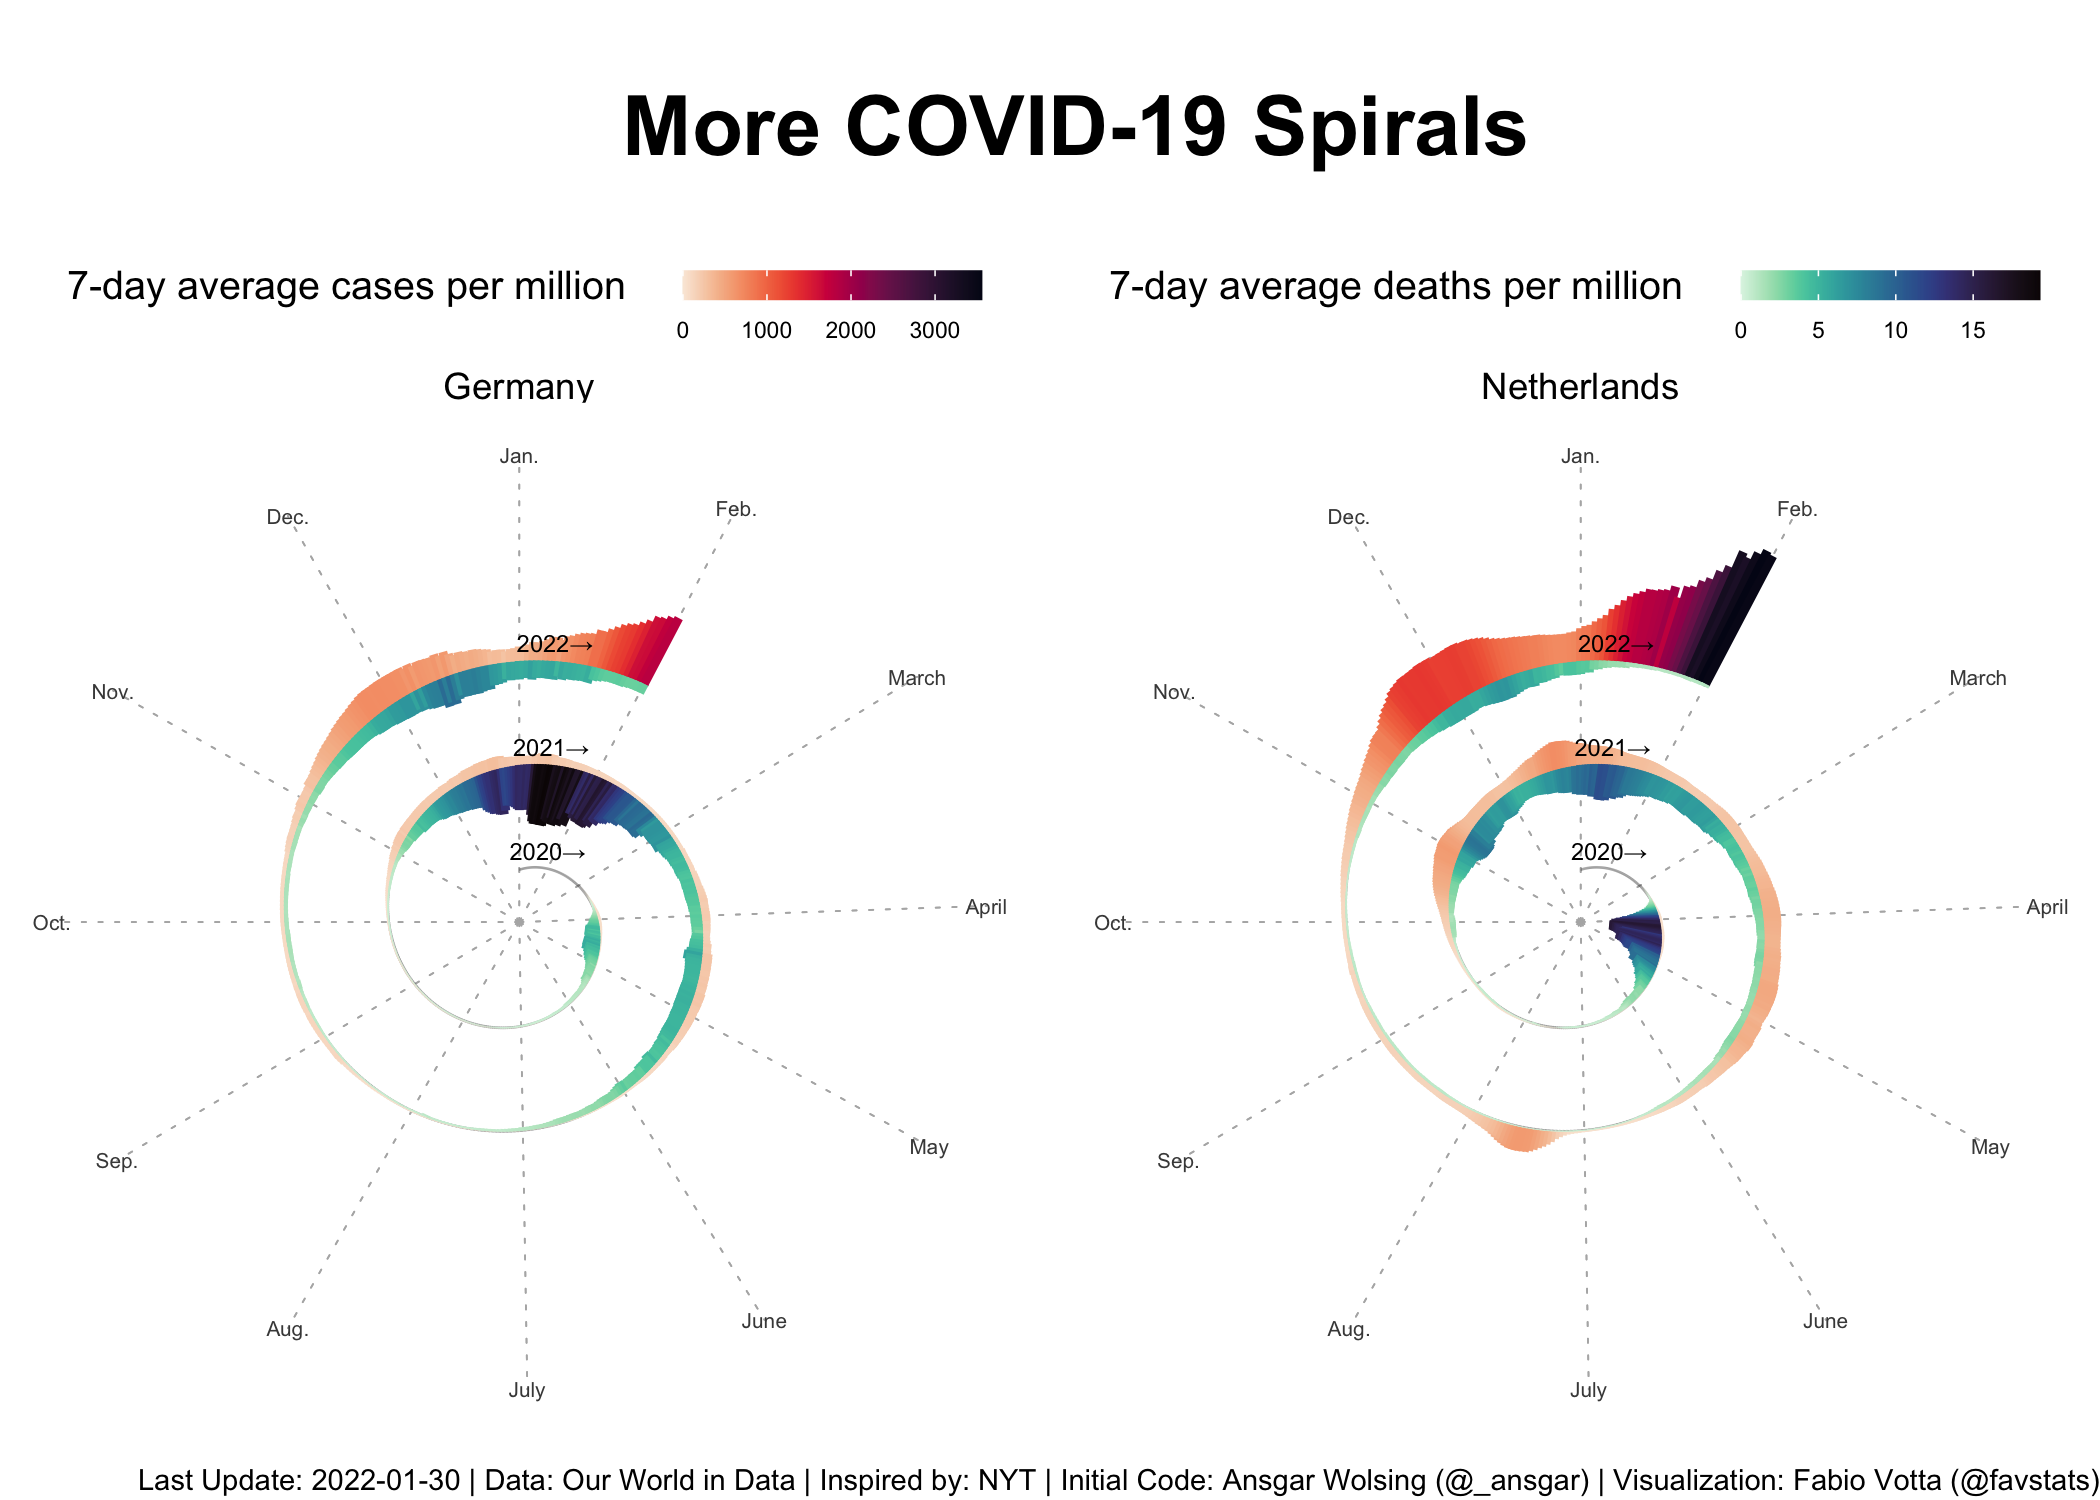 More COVID-19 Spirals
7-day average cases per million
0 1000 2000 3000
7-day average deaths per million
0 5 10 15
Germany
Jan.
Feb.
March
April
May
June
July
Aug.
Sep.
Oct.
Nov.
Dec.
2022→
2021→
2020→
Netherlands
Jan.
Feb.
March
April
May
June
July
Aug.
Sep.
Oct.
Nov.
Dec.
2022→
2021→
2020→
Last Update: 2022-01-30 | Data: Our World in Data | Inspired by: NYT | Initial Code: Ansgar Wolsing (@_ansgar) | Visualization: Fabio Votta (@favstats)